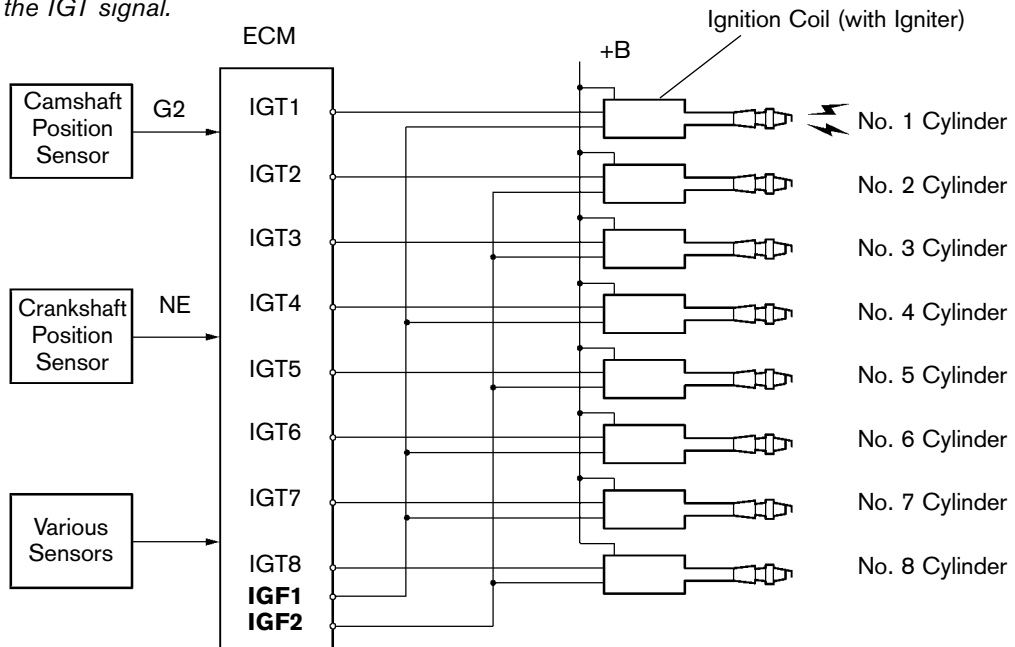 the IGT signal.
Ignition Coil (with Igniter)
ECM
+B
Camshaft
Position
Sensor
G2
IGT1
No. 1 Cylinder
IGT2
No. 2 Cylinder
IGT3
No. 3 Cylinder
Crankshaft
Position
Sensor
NE
IGT4
No. 4 Cylinder
IGT5
No. 5 Cylinder
IGT6
No. 6 Cylinder
Various
Sensors
IGT7
No. 7 Cylinder
IGT8
No. 8 Cylinder
IGF1
IGF2